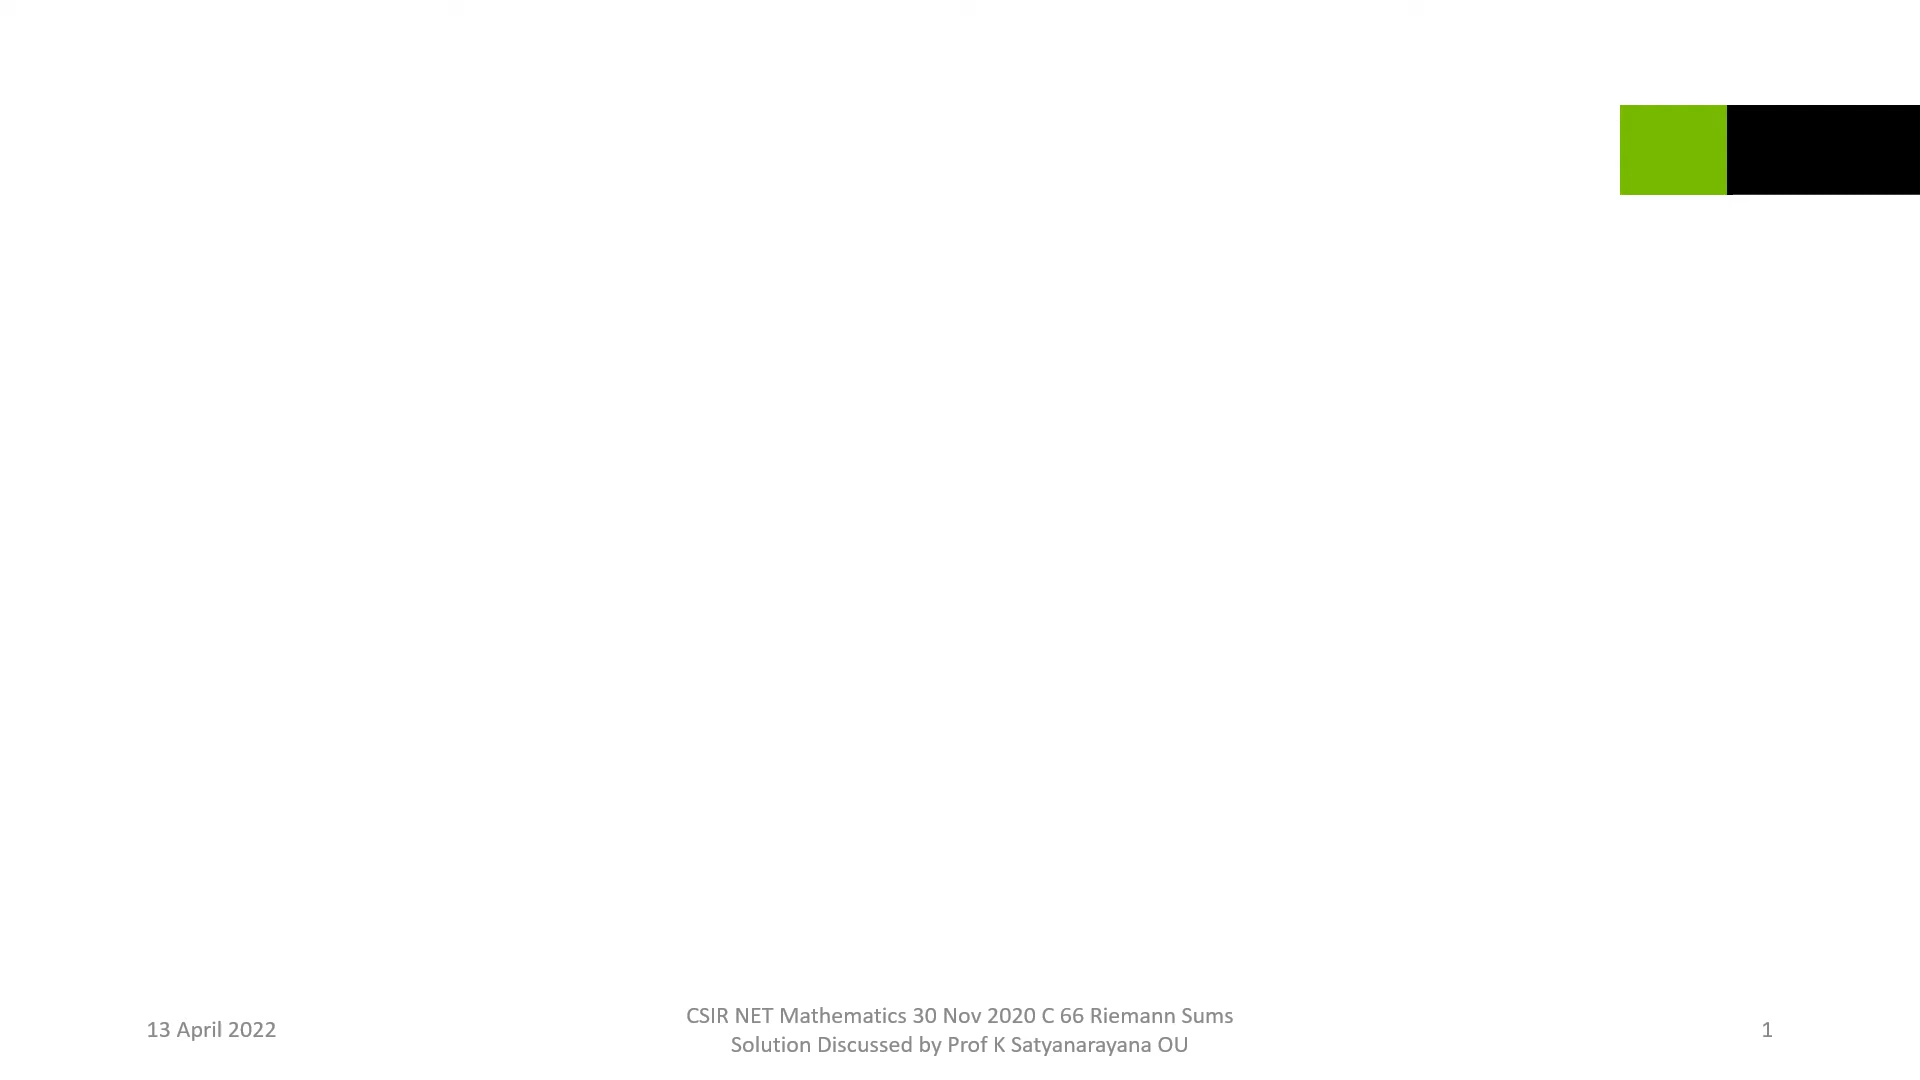 13 April 2022
CSIR NET Mathematics 30 Nov 2020 C 66 Riemann Sums
Solution Discussed by Prof K Satyanarayana OU
1